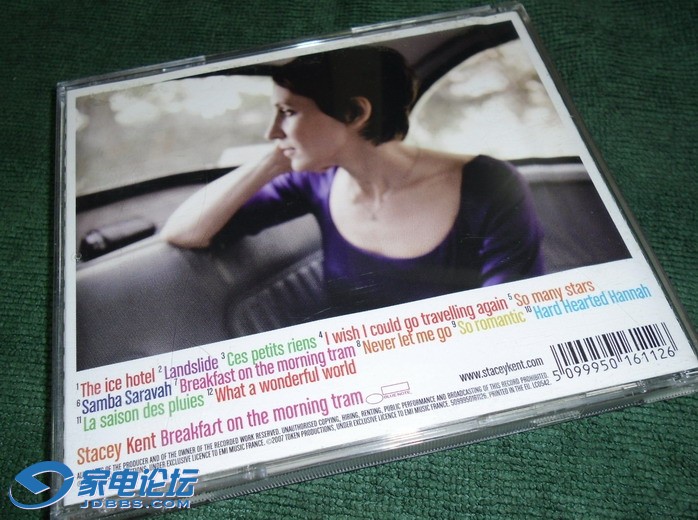 1 The ice hotel 2 Landslide 3 Ces petits riens 4 I wish I could go travelling again 5 So many stars
6 Samba Saravah 7 Breakfast on the morning tram 8 Never let me go 9 So romantic 10 Hard Hearted Hannah
11 La saison des pluies 12 What a wonderful world
Stacey Kent Breakfast on the morning tram
BLUE NOTE
www.staceykent.com
5 099950 161126
OF THE PRODUCER AND OF THE OWNER OF THE RECORDED WORK RESERVED. UNAUTHORISED COPYING, HIRING, RENTING, PUBLIC PERFORMANCE AND BROADCASTING OF THIS RECORD PROHIBITED.
UNDER EXCLUSIVE LICENCE TO EMI MUSIC FRANCE. ©2007 TOKEN PRODUCTIONS, UNDER EXCLUSIVE LICENCE TO EMI MUSIC FRANCE. 5099950161126. PRINTED IN THE EU. LC0542.
家电论坛
JDBBS.COM